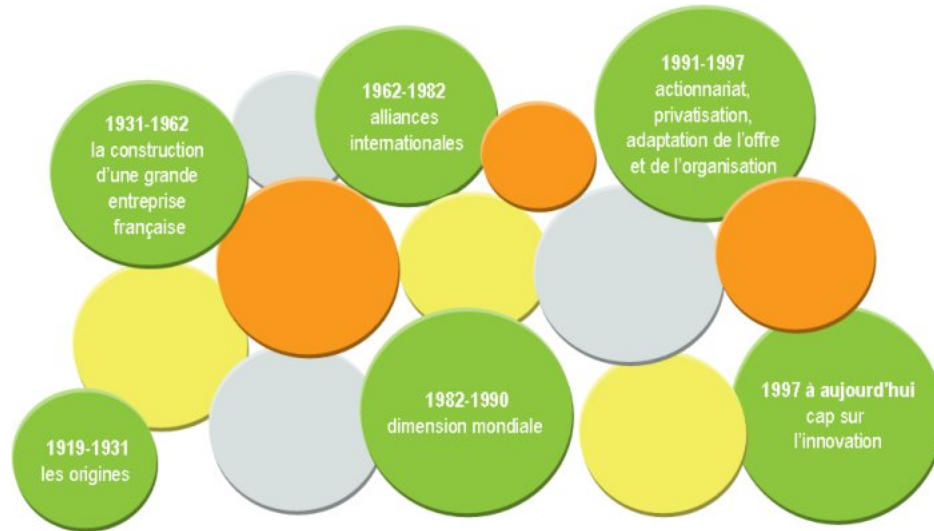 1919-1931
les origines
1931-1962
la construction
d'une grande
entreprise
française
1962-1982
alliances
internationales
1982-1990
dimension mondiale
1991-1997
actionnariat,
privatisation,
adaptation de l'offre
et de l'organisation
1997 à aujourd'hui
cap sur
l'innovation